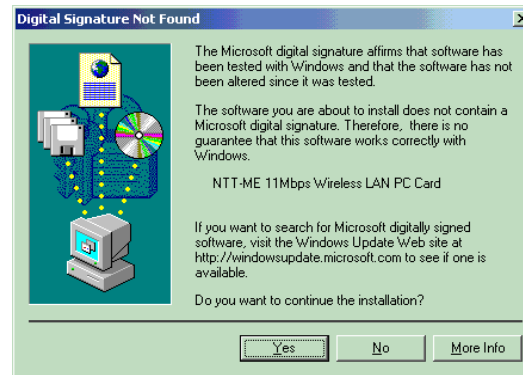 Digital Signature Not Found
The Microsoft digital signature affirms that software has
been tested with Windows and that the software has not
been altered since it was tested.
The software you are about to install does not contain a
Microsoft digital signature. Therefore, there is no
guarantee that this software works correctly with
Windows.
NTT-ME 11Mbps Wireless LAN PC Card
If you want to search for Microsoft digitally signed
software, visit the Windows Update Web site at
http://windowsupdate.microsoft.com to see if one is
available.
Do you want to continue the installation?
Yes No More Info